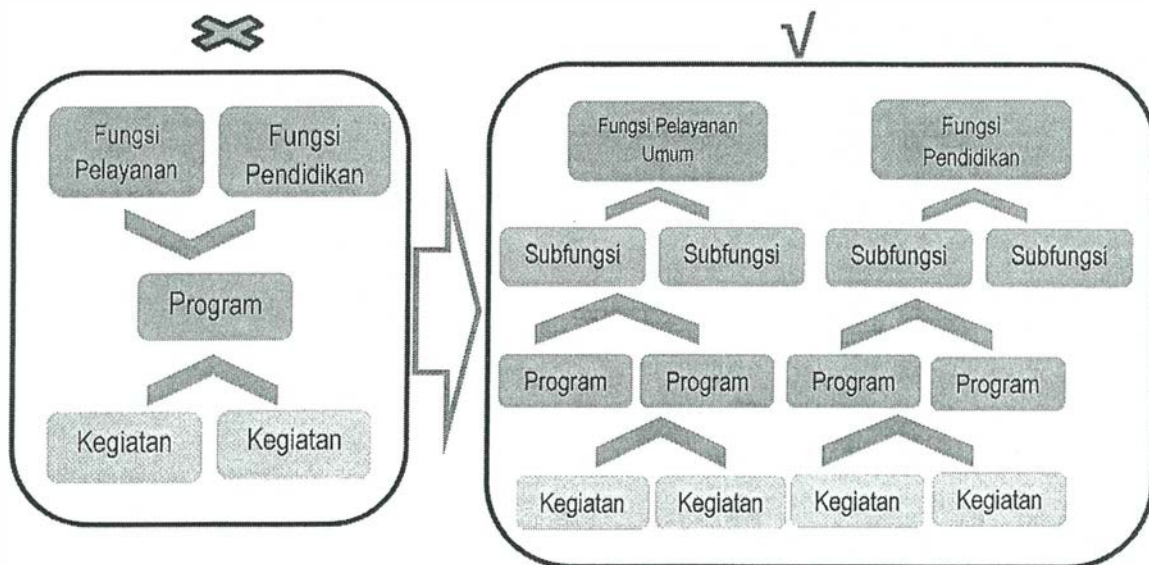 Fungsi
Pelayanan
Fungsi
Pendidikan
Program
Kegiatan
Kegiatan
√
Fungsi Pelayanan
Umum
Fungsi
Pendidikan
Subfungsi
Subfungsi
Subfungsi
Subfungsi
Program
Program
Program
Program
Kegiatan
Kegiatan
Kegiatan
Kegiatan